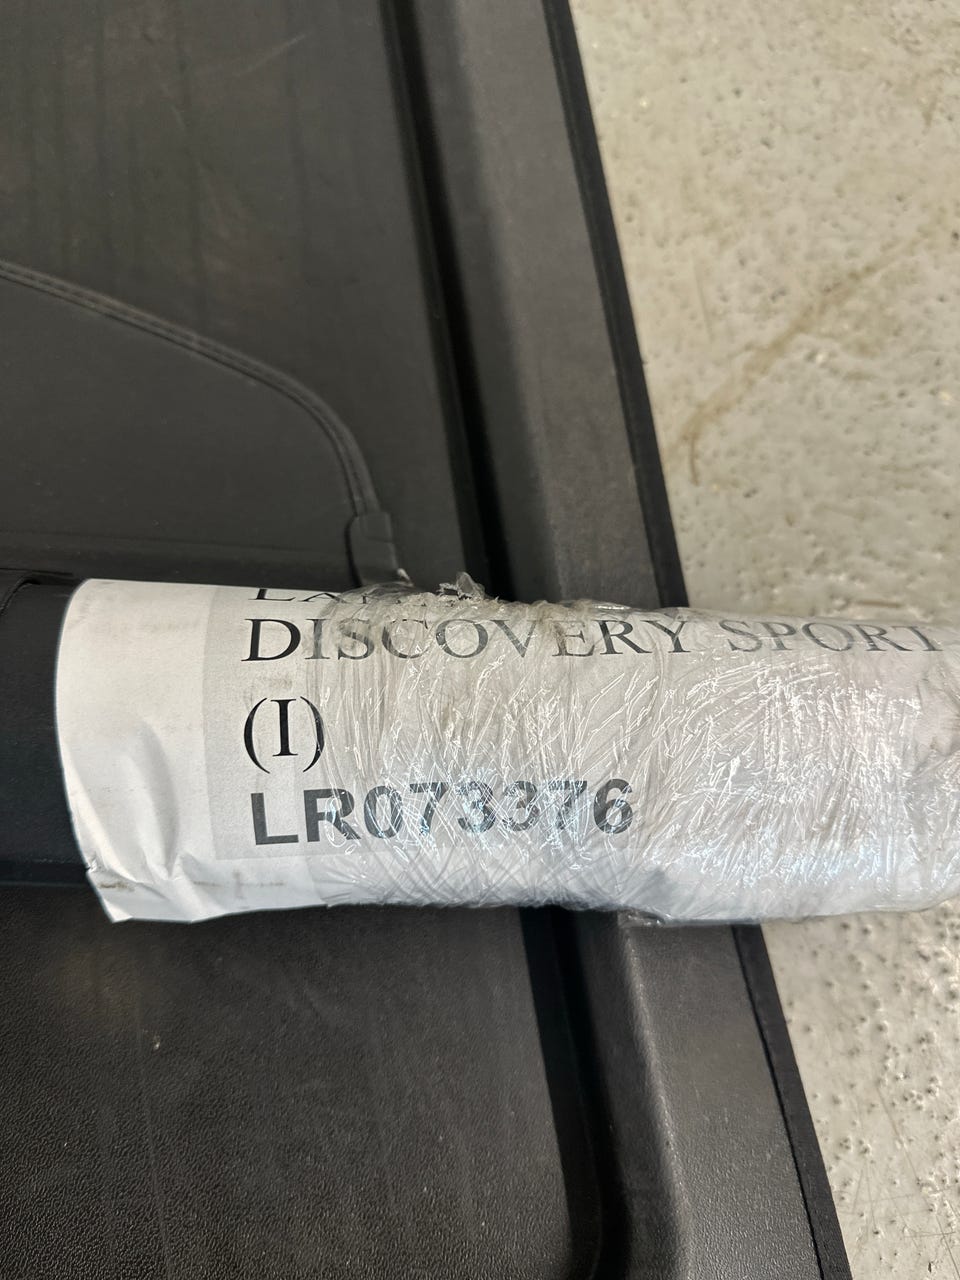 DISCOVERY SPORT
(I)
LR073376